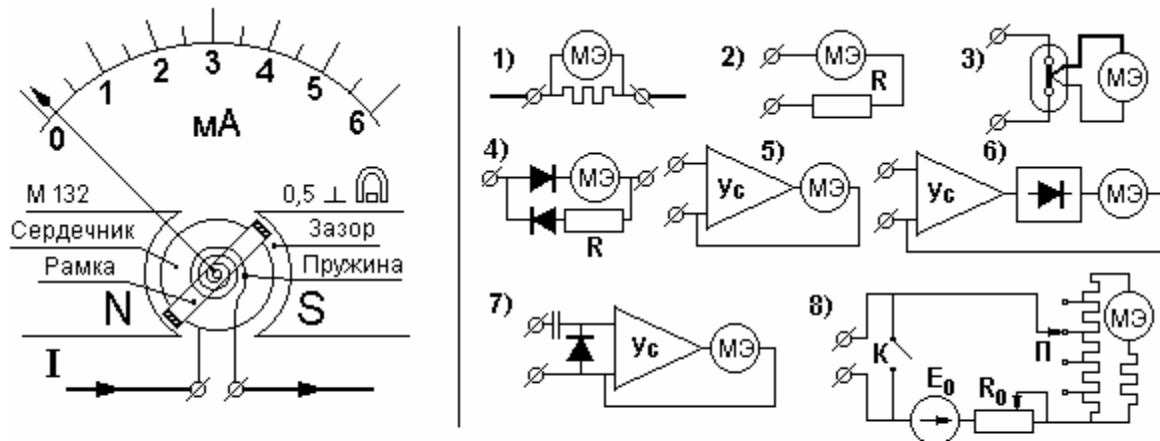 0 1 2 3 4 5 6
мА
М 132 0,5 ⊥
Сердечник Зазор
Рамка Пружина
N S
I
1) МЭ
2) МЭ
R
3) МЭ
4) МЭ
R
5) Ус МЭ
6) Ус МЭ
7) Ус МЭ
8) К П МЭ
E₀ R₀